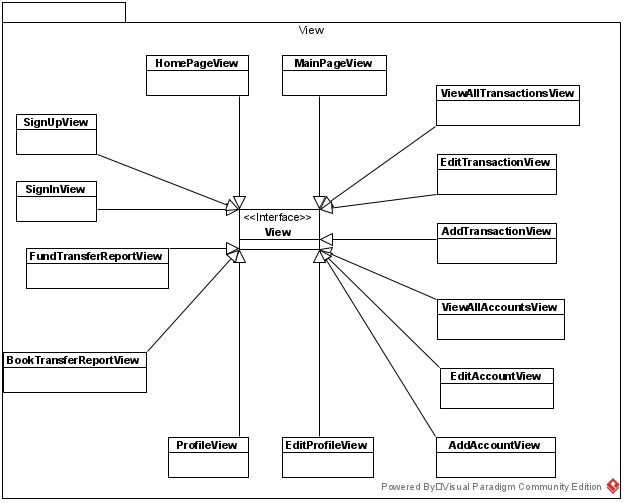 View
HomePageView
MainPageView
ViewAllTransactionsView
SignUpView
EditTransactionView
SignInView
<<Interface>>
View
AddTransactionView
FundTransferReportView
ViewAllAccountsView
BookTransferReportView
EditAccountView
ProfileView
EditProfileView
AddAccountView
Powered By□Visual Paradigm Community Edition